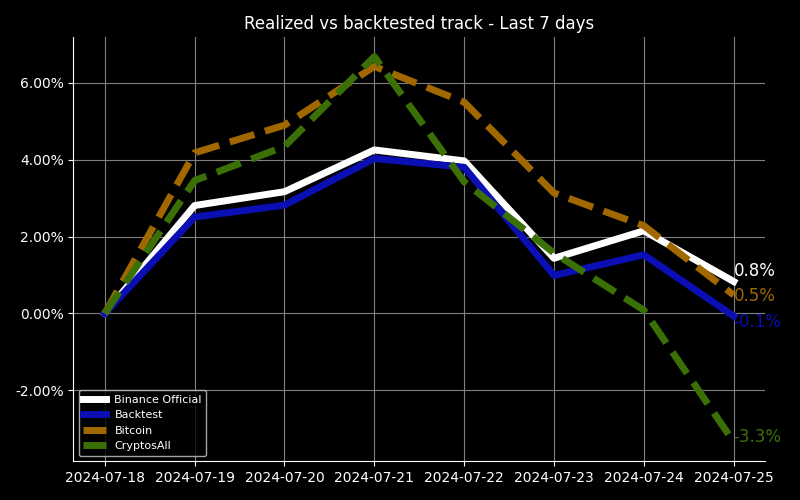 Realized vs backtested track - Last 7 days
6.00%
4.00%
2.00%
0.00%
-2.00%
0.8%
0.5%
-0.1%
-3.3%
Binance Official
Backtest
Bitcoin
CryptosAll
2024-07-18 2024-07-19 2024-07-20 2024-07-21 2024-07-22 2024-07-23 2024-07-24 2024-07-25